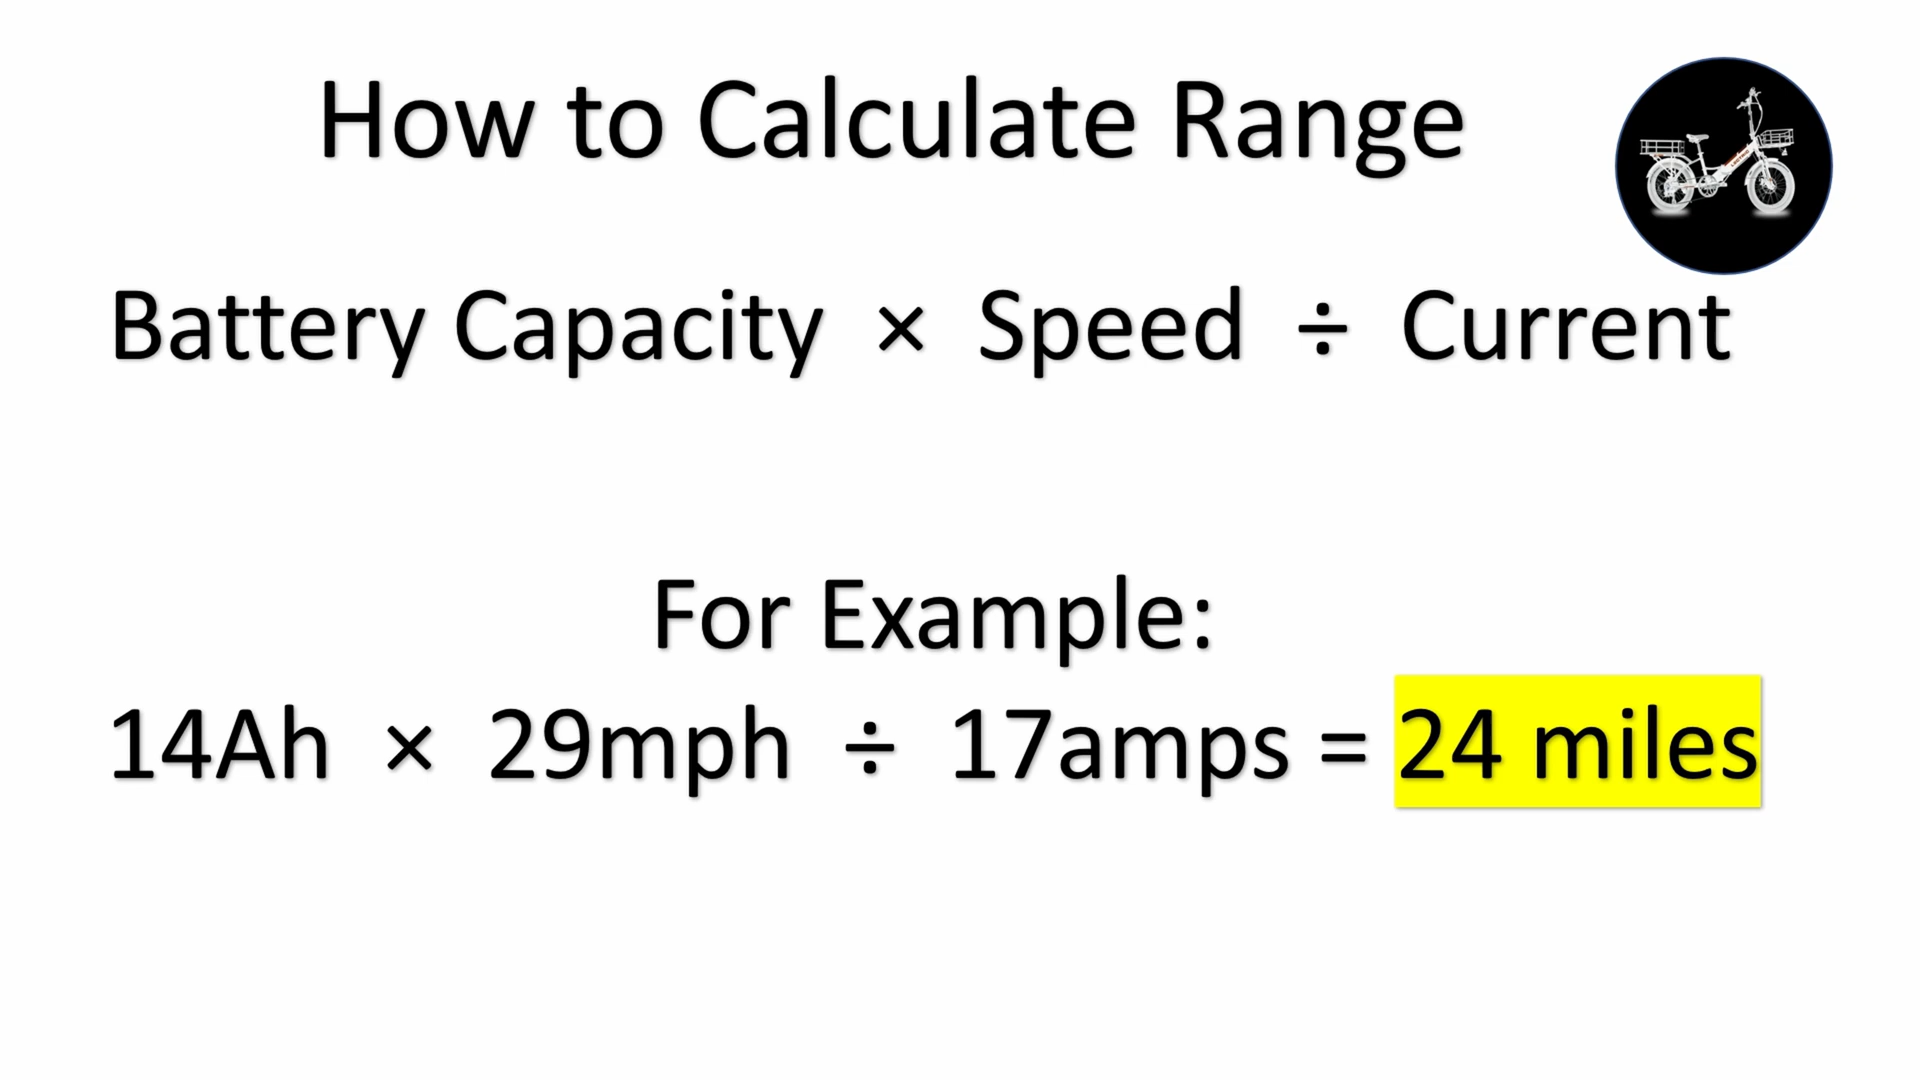 How to Calculate Range
Battery Capacity × Speed ÷ Current
For Example:
14Ah × 29mph ÷ 17amps = 24 miles